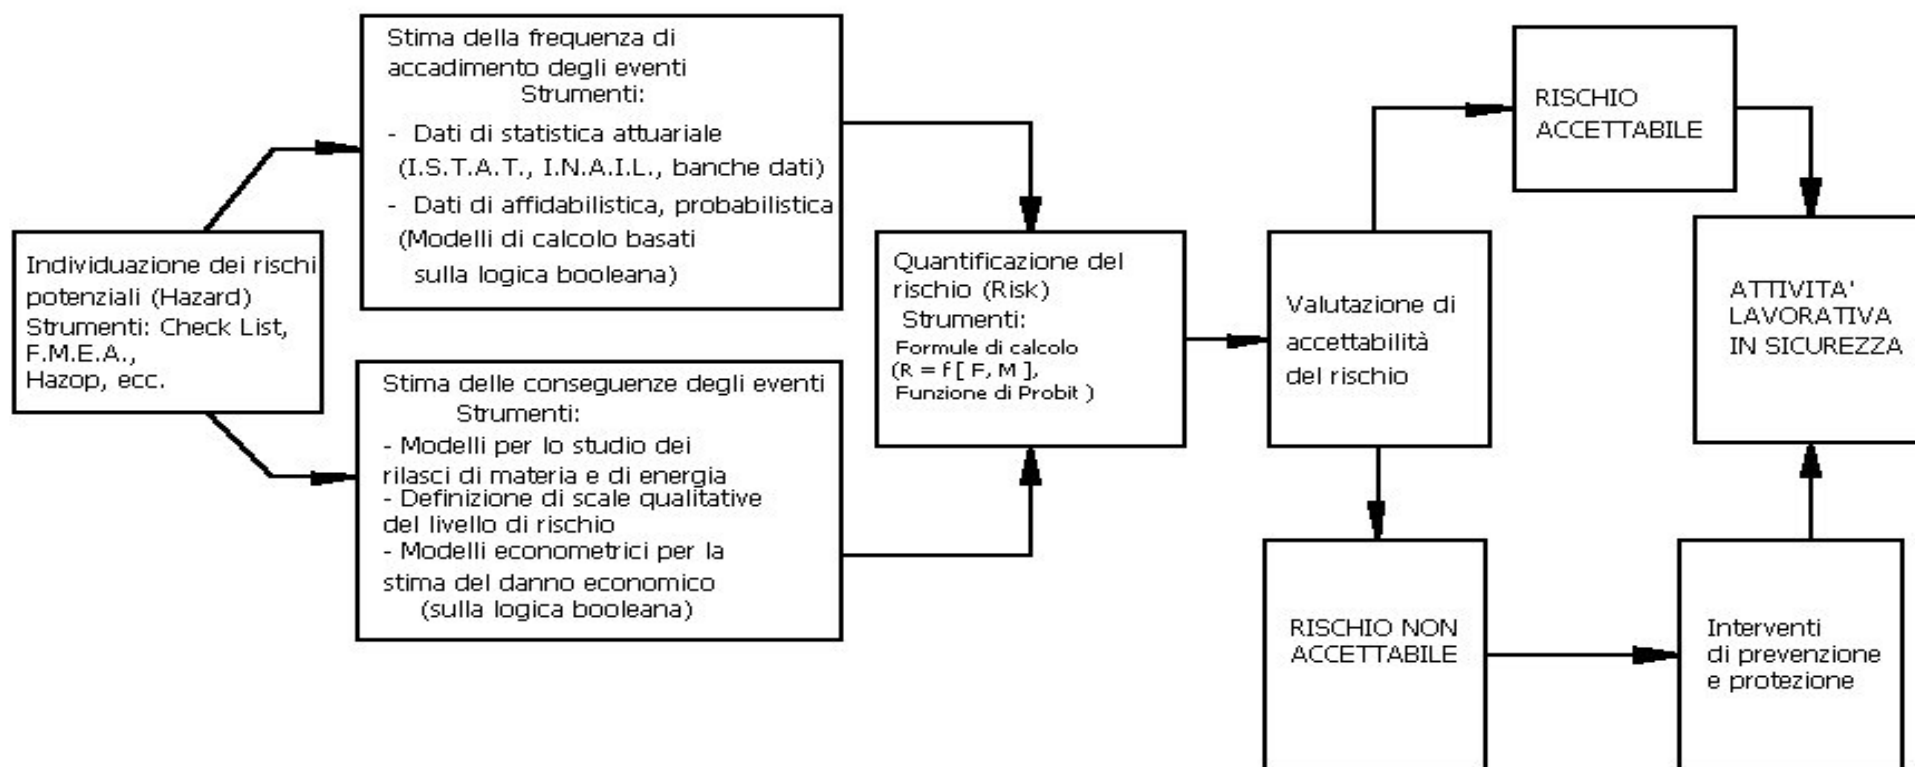 Individuazione dei rischi
potenziali (Hazard)
Strumenti: Check List,
F.M.E.A.,
Hazop, ecc.
Stima della frequenza di
accadimento degli eventi
Strumenti:
- Dati di statistica attuariale
(I.S.T.A.T., I.N.A.I.L., banche dati)
- Dati di affidabilistica, probabilistica
(Modelli di calcolo basati
sulla logica booleana)
Stima delle conseguenze degli eventi
Strumenti:
- Modelli per lo studio dei
rilasci di materia e di energia
- Definizione di scale qualitative
del livello di rischio
- Modelli econometrici per la
stima del danno economico
(sulla logica booleana)
Quantificazione del
rischio (Risk)
Strumenti:
Formule di calcolo
(R = f [ F, M ],
Funzione di Probit )
Valutazione di
accettabilità
del rischio
RISCHIO
ACCETTABILE
RISCHIO NON
ACCETTABILE
Interventi
di prevenzione
e protezione
ATTIVITA'
LAVORATIVA
IN SICUREZZA